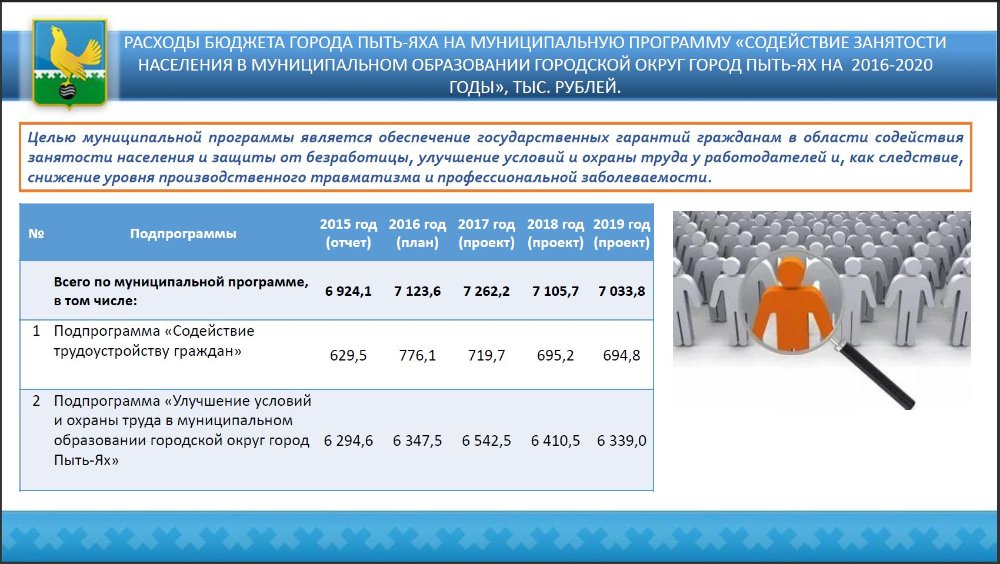 РАСХОДЫ БЮДЖЕТА ГОРОДА ПЫТЬ-ЯХА НА МУНИЦИПАЛЬНУЮ ПРОГРАММУ «СОДЕЙСТВИЕ ЗАНЯТОСТИ
НАСЕЛЕНИЯ В МУНИЦИПАЛЬНОМ ОБРАЗОВАНИИ ГОРОДСКОЙ ОКРУГ ГОРОД ПЫТЬ-ЯХ НА 2016-2020
ГОДЫ», ТЫС. РУБЛЕЙ.
Целью муниципальной программы является обеспечение государственных гарантий гражданам в области содействия
занятости населения и защиты от безработицы, улучшение условий и охраны труда у работодателей и, как следствие,
снижение уровня производственного травматизма и профессиональной заболеваемости.
№ Подпрограммы 2015 год 2016 год 2017 год 2018 год 2019 год
(отчет) (план) (проект) (проект) (проект)
Всего по муниципальной программе,
в том числе: 6 924,1 7 123,6 7 262,2 7 105,7 7 033,8
1 Подпрограмма «Содействие
трудоустройству граждан» 629,5 776,1 719,7 695,2 694,8
2 Подпрограмма «Улучшение условий
и охраны труда в муниципальном
образовании городской округ город 6 294,6 6 347,5 6 542,5 6 410,5 6 339,0
Пыть-Ях»